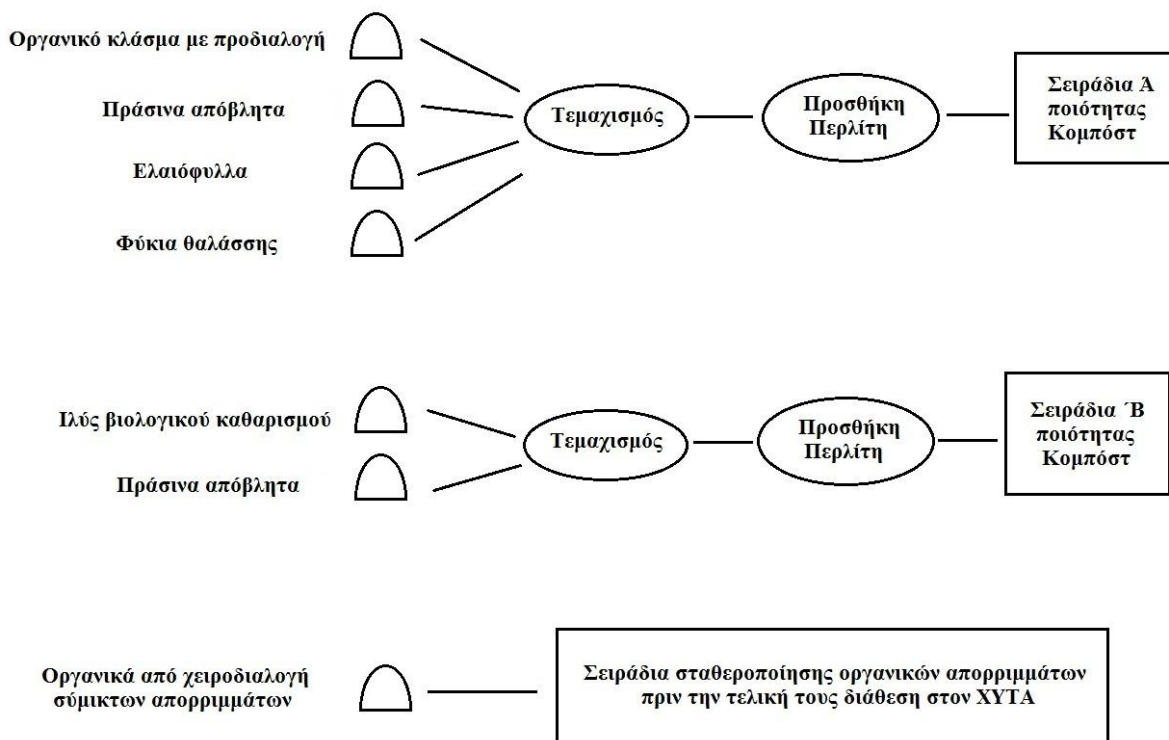 Οργανικό κλάσμα με προδιαλογή
Πράσινα απόβλητα
Ελαιόφυλλα
Φύκια θαλάσσης
Τεμαχισμός
Προσθήκη
Περλίτη
Σειράδια Ά
ποιότητας
Κομπόστ
Ιλύς βιολογικού καθαρισμού
Πράσινα απόβλητα
Τεμαχισμός
Προσθήκη
Περλίτη
Σειράδια ΄Β
ποιότητας
Κομπόστ
Οργανικά από χειροδιαλογή
σύμικτων απορριμμάτων
Σειράδια σταθεροποίησης οργανικών απορριμμάτων
πριν την τελική τους διάθεση στον ΧΥΤΑ